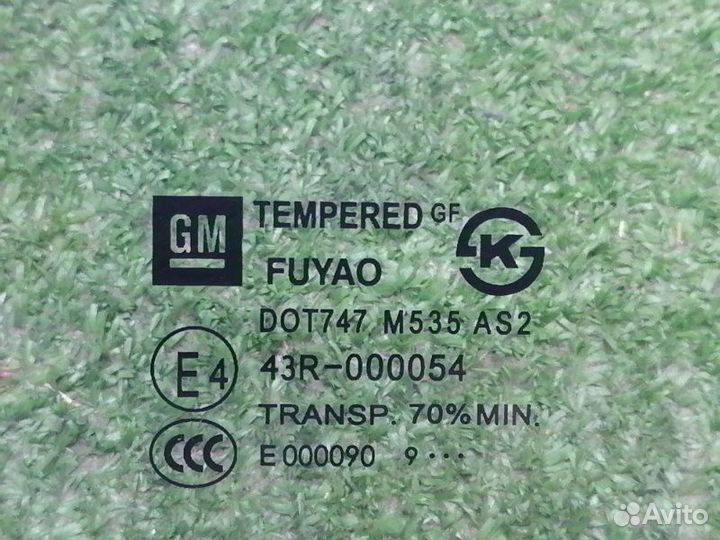 GM TEMPERED GF K
FUYAO
DOT747 M535 AS2
E4 43R-000054
TRANSP. 70% MIN.
CCC E000090 9•••
Avito